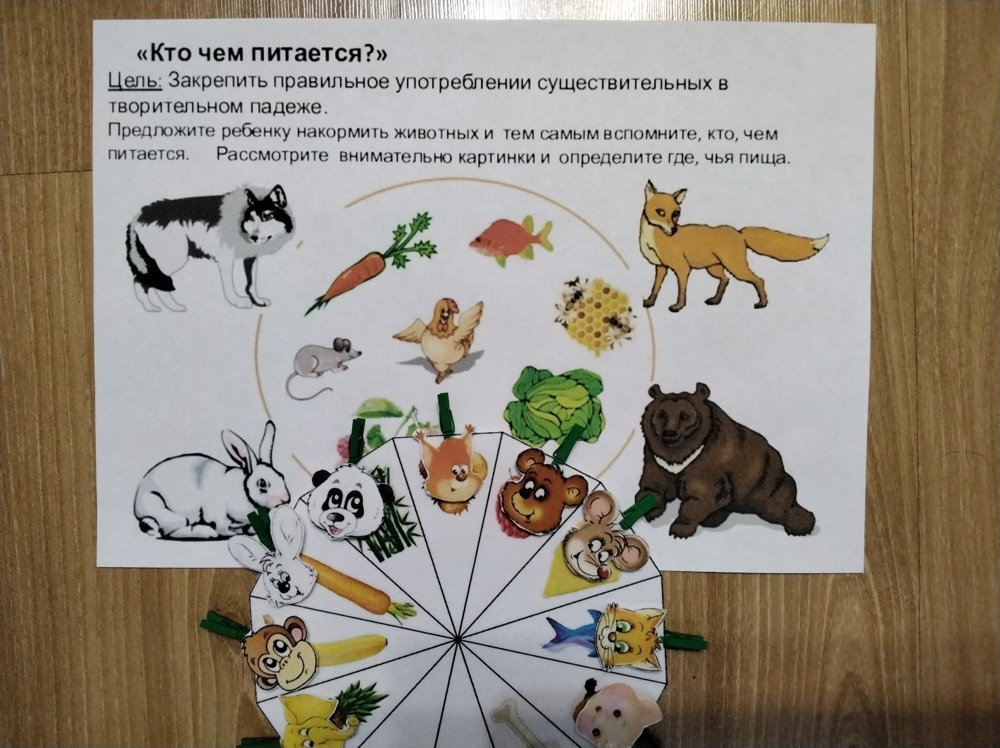 «Кто чем питается?»
Цель: Закрепить правильное употреблении существительных в
творительном падеже.
Предложите ребенку накормить животных и тем самым вспомните, кто, чем
питается. Рассмотрите внимательно картинки и определите где, чья пища.